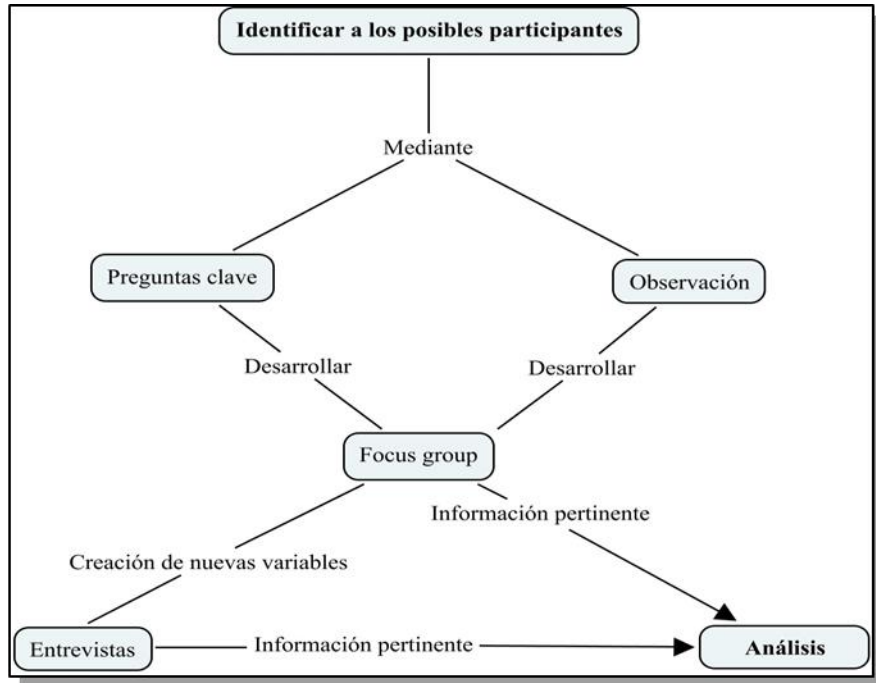 Identificar a los posibles participantes
Mediante
Preguntas clave
Observación
Desarrollar
Desarrollar
Focus group
Información pertinente
Creación de nuevas variables
Entrevistas
Información pertinente
Análisis